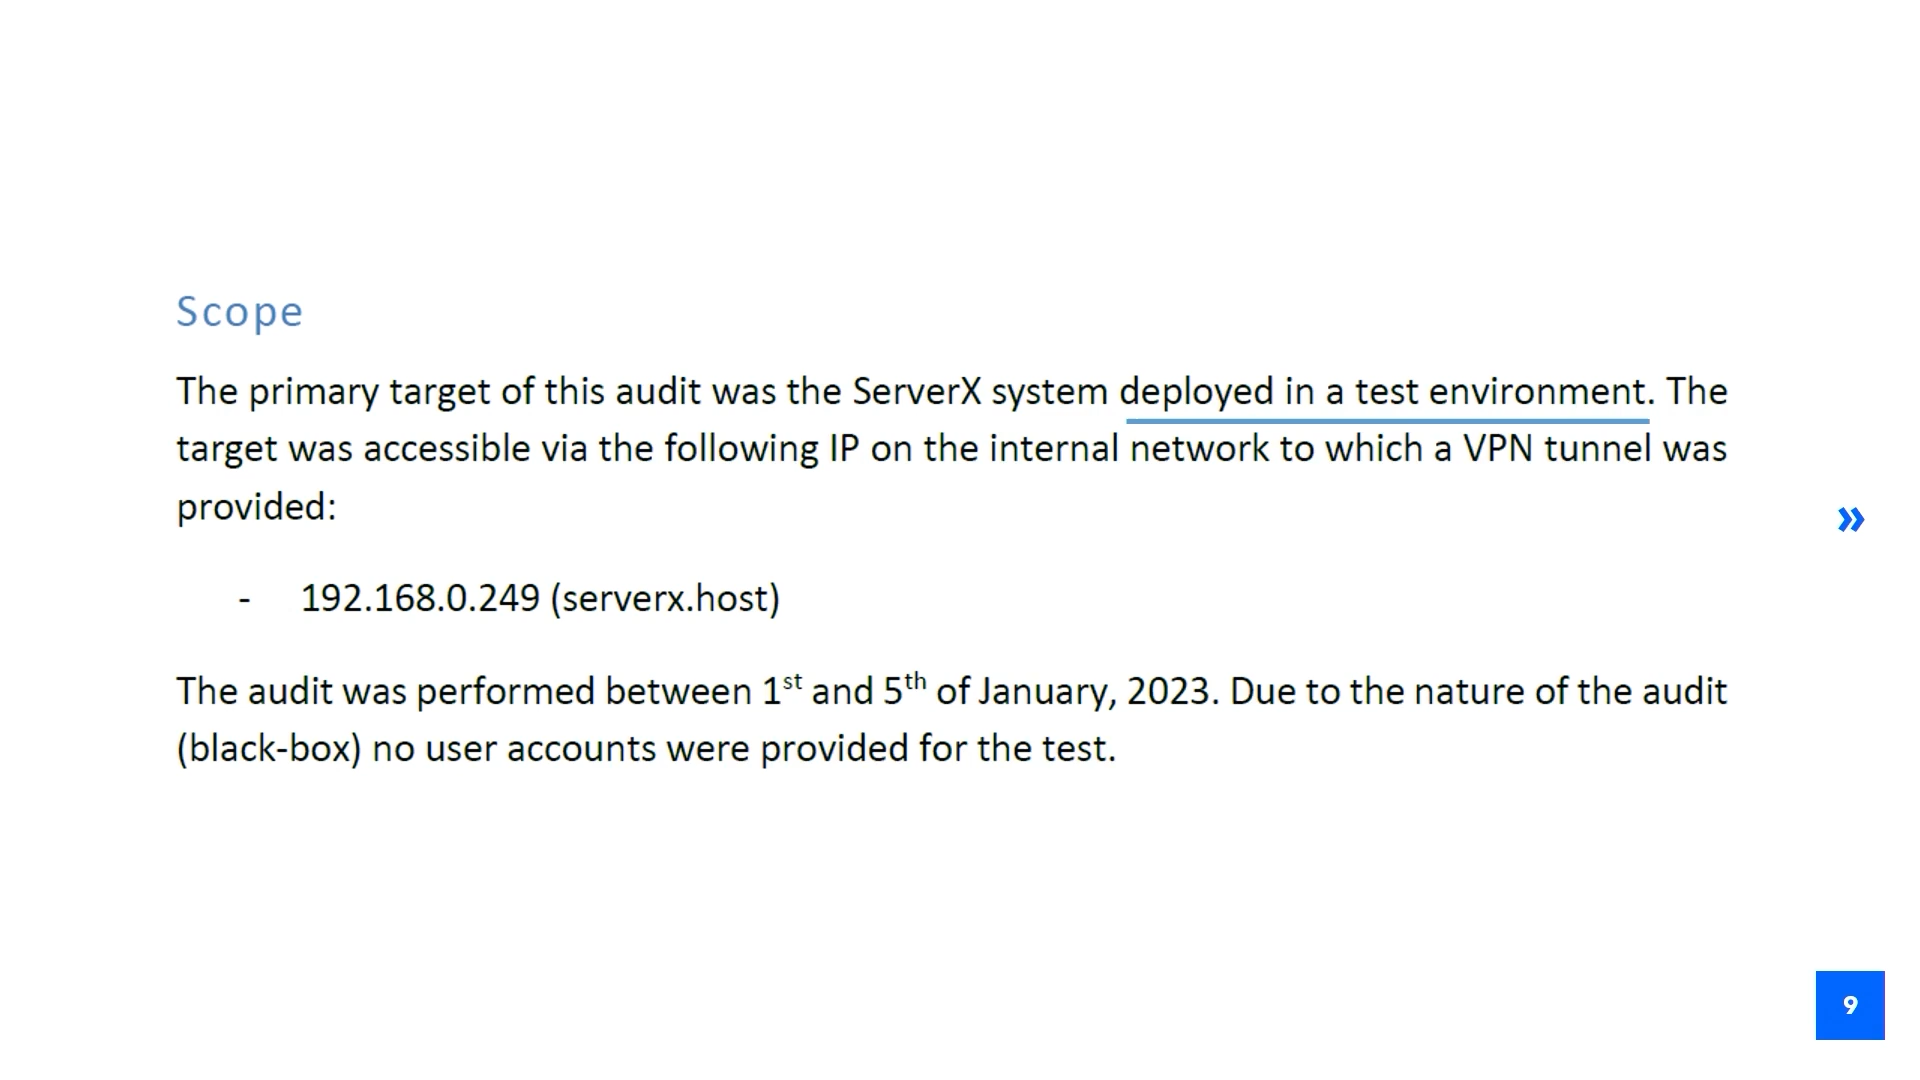 Scope
The primary target of this audit was the ServerX system deployed in a test environment. The
target was accessible via the following IP on the internal network to which a VPN tunnel was
provided:
»
- 192.168.0.249 (serverx.host)
The audit was performed between 1st and 5th of January, 2023. Due to the nature of the audit
(black-box) no user accounts were provided for the test.
9